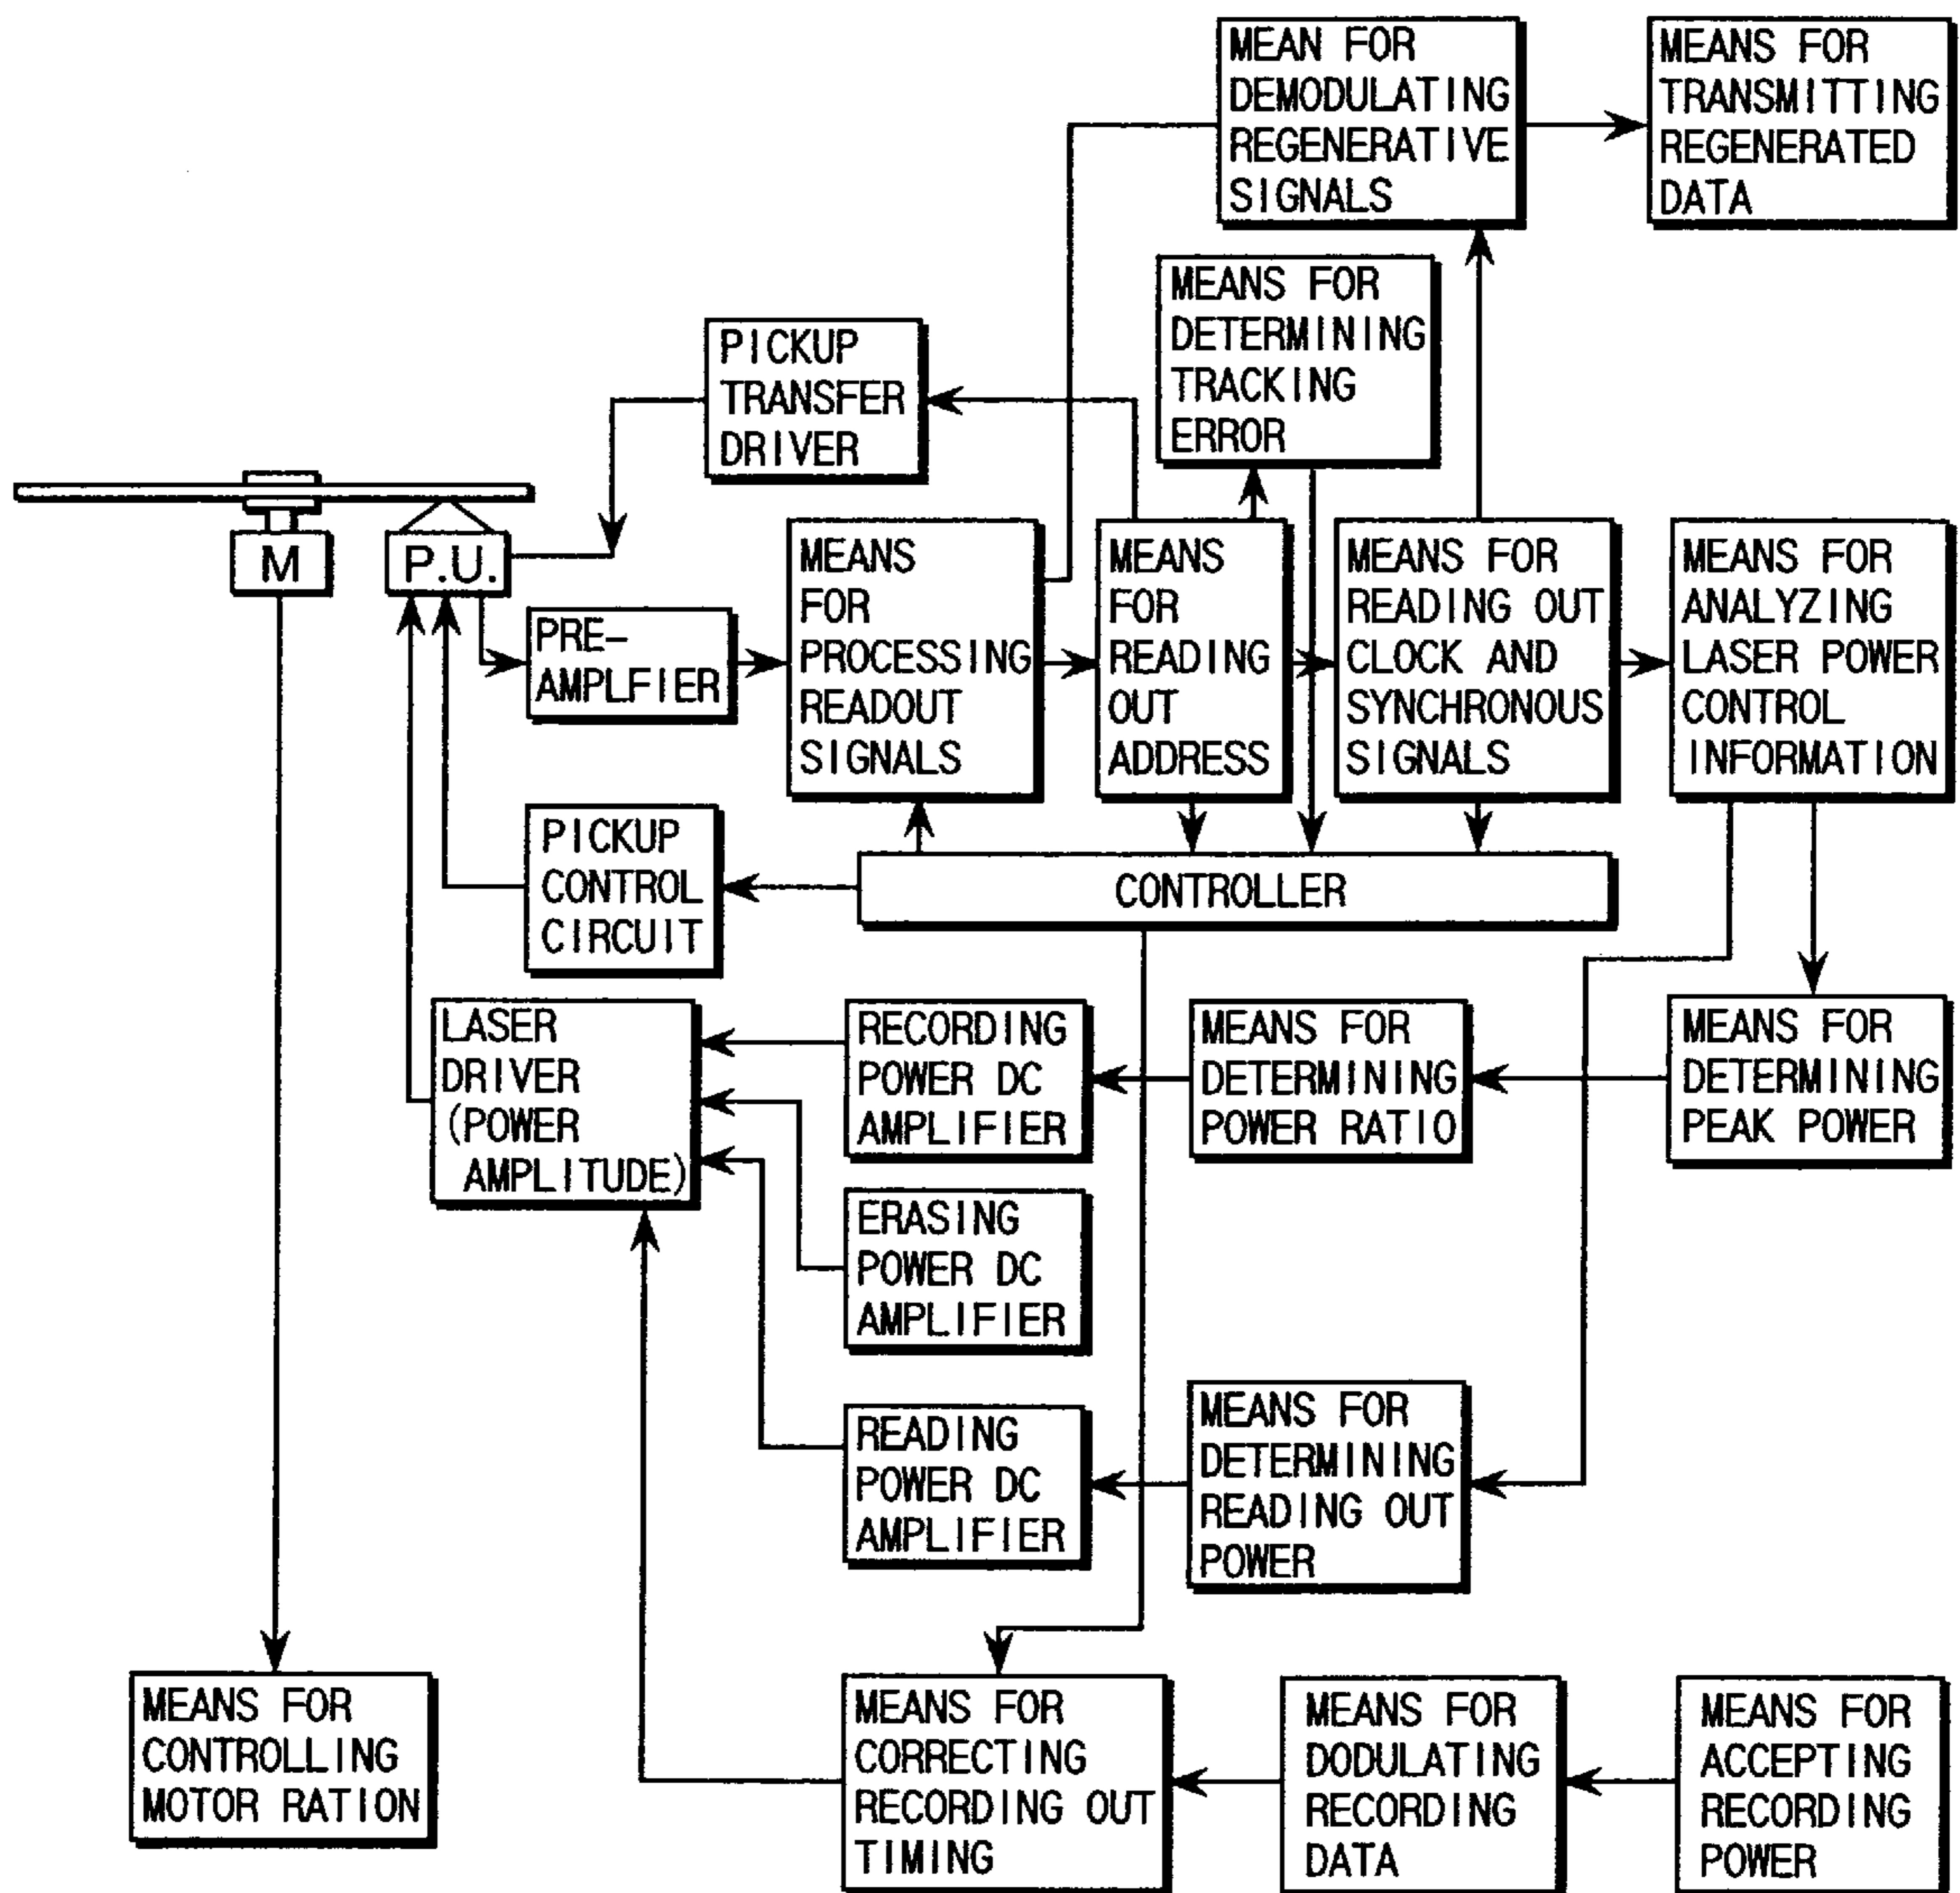 MEAN FOR
DEMODULATING
REGENERATIVE
SIGNALS
MEANS FOR
TRANSMITTING
REGENERATED
DATA
MEANS FOR
DETERMINING
TRACKING
ERROR
PICKUP
TRANSFER
DRIVER
M
P.U.
PRE-
AMPLFIER
MEANS
FOR
PROCESSING
READOUT
SIGNALS
MEANS
FOR
READING
OUT
ADDRESS
MEANS FOR
READING OUT
CLOCK AND
SYNCHRONOUS
SIGNALS
MEANS FOR
ANALYZING
LASER POWER
CONTROL
INFORMATION
PICKUP
CONTROL
CIRCUIT
CONTROLLER
LASER
DRIVER
(POWER
AMPLITUDE)
RECORDING
POWER DC
AMPLIFIER
MEANS FOR
DETERMINING
POWER RATIO
MEANS FOR
DETERMINING
PEAK POWER
ERASING
POWER DC
AMPLIFIER
READING
POWER DC
AMPLIFIER
MEANS FOR
DETERMINING
READING OUT
POWER
MEANS FOR
CONTROLLING
MOTOR RATION
MEANS FOR
CORRECTING
RECORDING OUT
TIMING
MEANS FOR
DODULATING
RECORDING
DATA
MEANS FOR
ACCEPTING
RECORDING
POWER